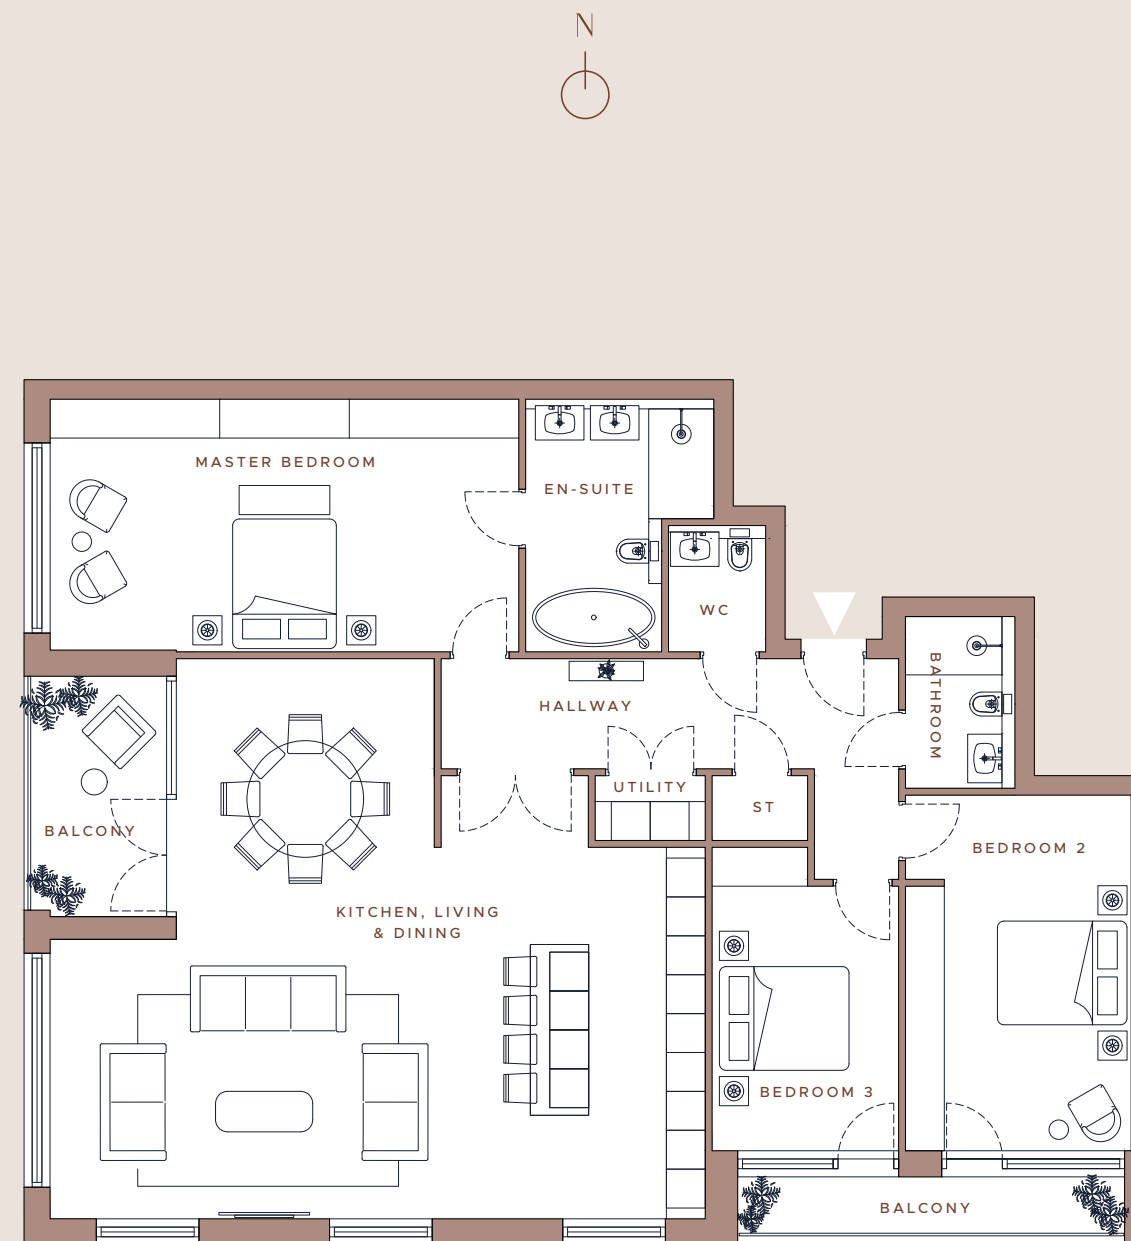 N
MASTER BEDROOM
EN-SUITE
WC
BATHROOM
HALLWAY
UTILITY
ST
BALCONY
BEDROOM 2
KITCHEN, LIVING
& DINING
BEDROOM 3
BALCONY